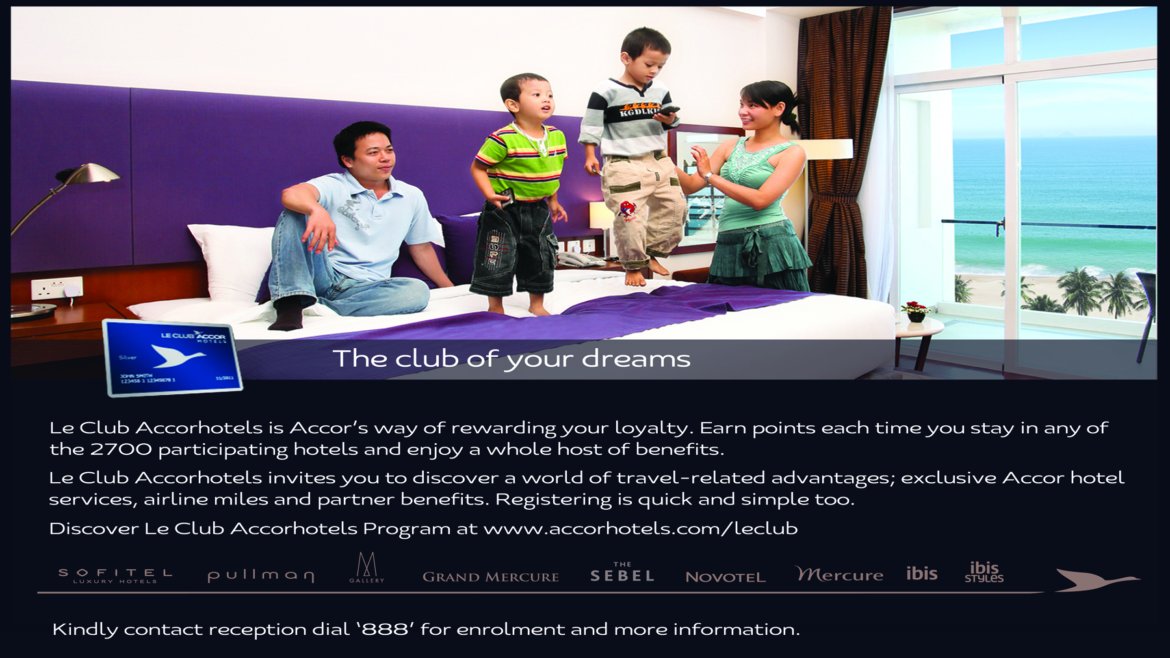 KGDLKID
LE CLUB ACCOR
HOTELS
Silver
JOHN SMITH
123458 1 12345678 1
11/2012
The club of your dreams
Le Club Accorhotels is Accor’s way of rewarding your loyalty. Earn points each time you stay in any of
the 2700 participating hotels and enjoy a whole host of benefits.
Le Club Accorhotels invites you to discover a world of travel-related advantages; exclusive Accor hotel
services, airline miles and partner benefits. Registering is quick and simple too.
Discover Le Club Accorhotels Program at www.accorhotels.com/leclub
SOFITEL
LUXURY HOTELS
pullman
M
GALLERY
GRAND MERCURE
THE
SEBEL
NOVOTEL
Mercure
ibis
ibis
STYLES
Kindly contact reception dial ‘888’ for enrolment and more information.